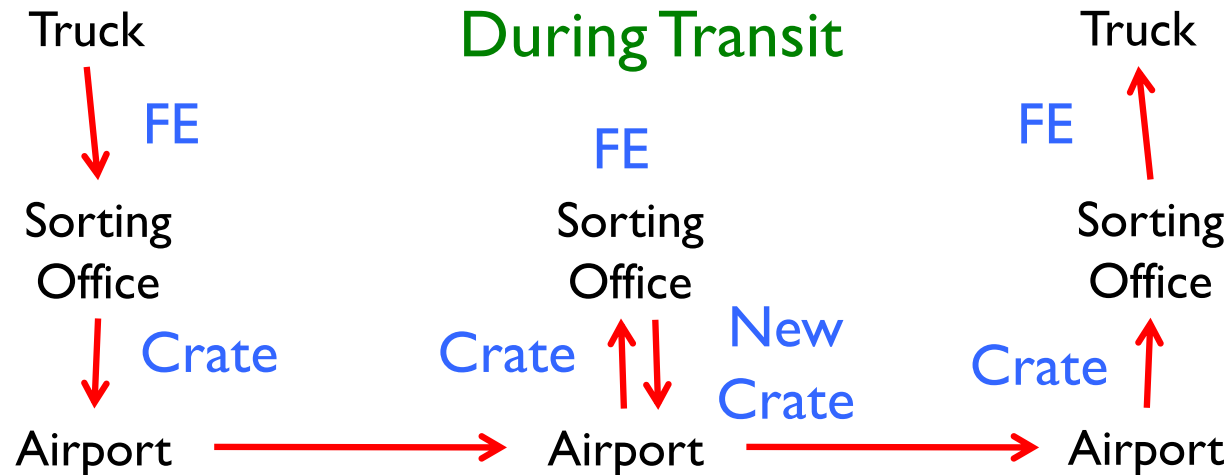 Truck
During Transit
Truck
FE
FE
FE
Sorting
Office
Sorting
Office
Sorting
Office
Crate
Crate
New
Crate
Crate
Airport
Airport
Airport